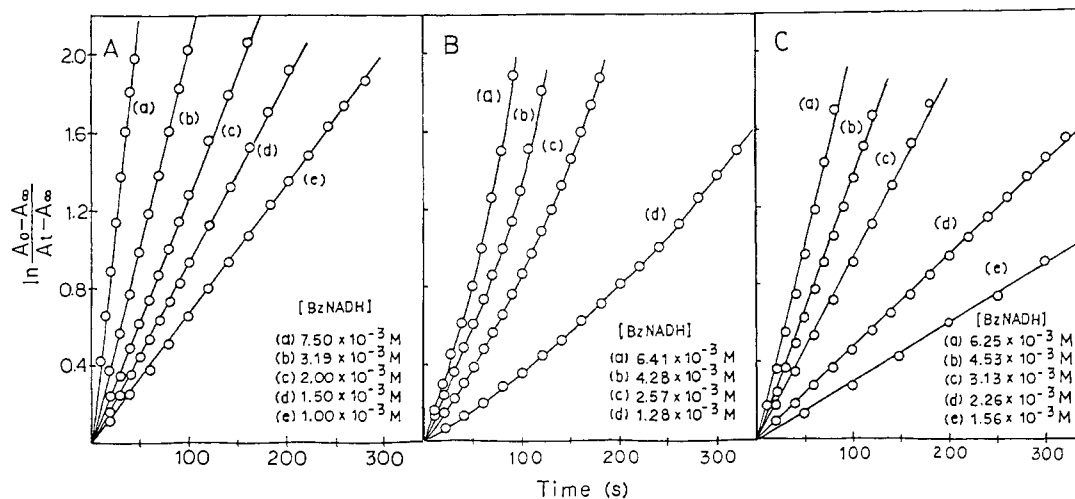 A
B
C
ln (A₀−A∞)/(At−A∞)
2.0
1.6
1.2
0.8
0.4
(a)
(b)
(c)
(d)
(e)
[BzNADH]
(a) 7.50 x 10⁻³ M
(b) 3.19 x 10⁻³ M
(c) 2.00 x 10⁻³ M
(d) 1.50 x 10⁻³ M
(e) 1.00 x 10⁻³ M
100
200
300
(a)
(b)
(c)
(d)
[BzNADH]
(a) 6.41 x 10⁻³ M
(b) 4.28 x 10⁻³ M
(c) 2.57 x 10⁻³ M
(d) 1.28 x 10⁻³ M
100
200
300
(a)
(b)
(c)
(d)
(e)
[BzNADH]
(a) 6.25 x 10⁻³ M
(b) 4.53 x 10⁻³ M
(c) 3.13 x 10⁻³ M
(d) 2.26 x 10⁻³ M
(e) 1.56 x 10⁻³ M
100
200
300
Time (s)